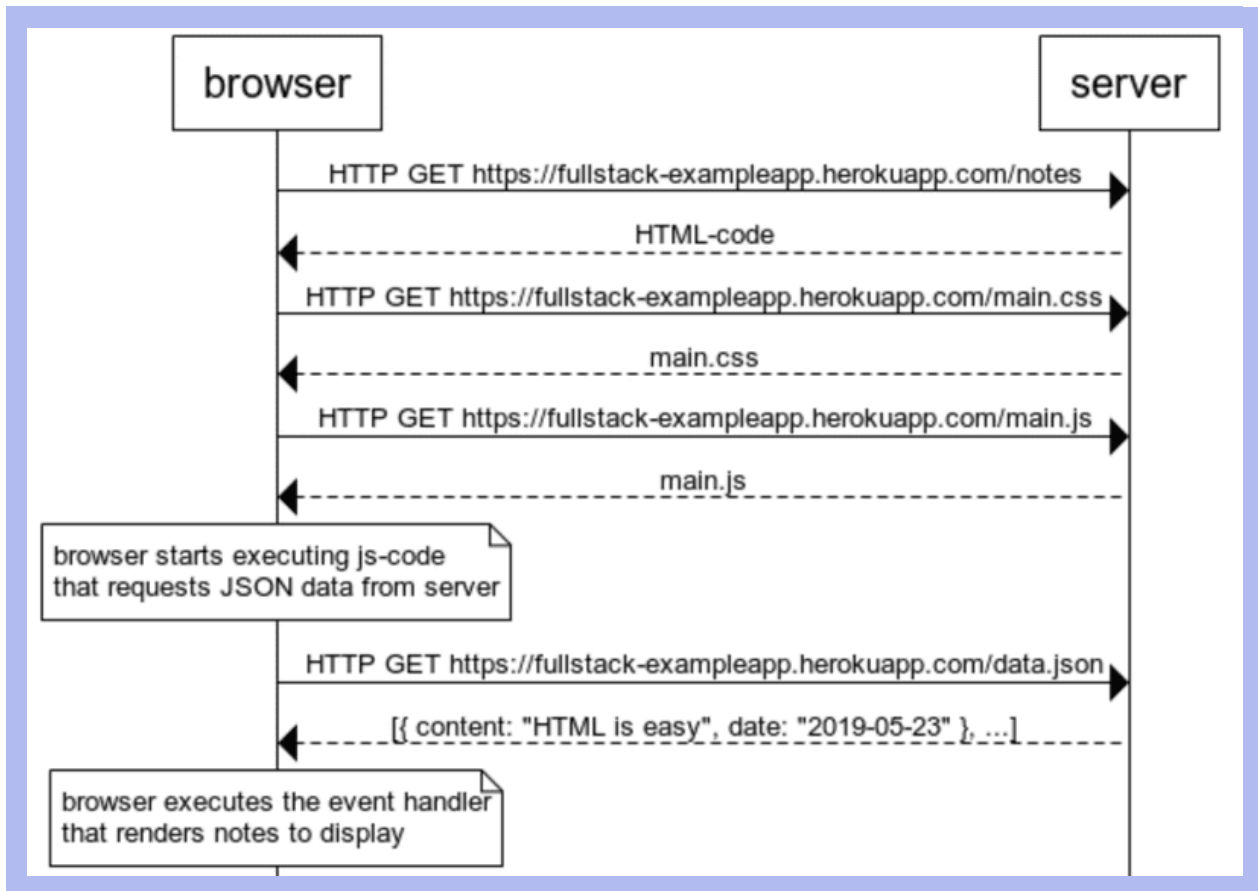 browser
server
HTTP GET https://fullstack-exampleapp.herokuapp.com/notes
HTML-code
HTTP GET https://fullstack-exampleapp.herokuapp.com/main.css
main.css
HTTP GET https://fullstack-exampleapp.herokuapp.com/main.js
main.js
browser starts executing js-code
that requests JSON data from server
HTTP GET https://fullstack-exampleapp.herokuapp.com/data.json
[{ content: "HTML is easy", date: "2019-05-23" }, ...]
browser executes the event handler
that renders notes to display